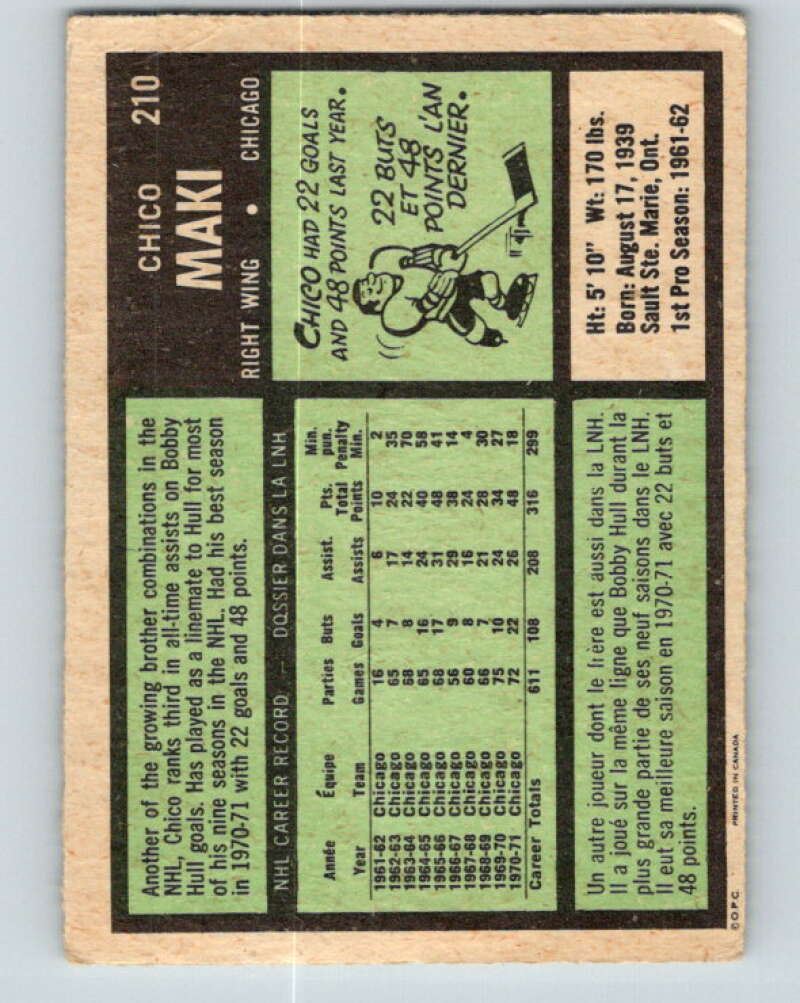 CHICO 210
MAKI
RIGHT WING • CHICAGO
Another of the growing brother combinations in the
NHL, Chico ranks third in all-time assists on Bobby
Hull goals. Has played as a linemate to Hull for most
of his nine seasons in the NHL. Had his best season
in 1970-71 with 22 goals and 48 points.
CHICO HAD 22 GOALS
AND 48 POINTS LAST YEAR.
22 BUTS
ET 48
POINTS L'AN
DERNIER.
Ht: 5' 10" Wt: 170 lbs.
Born: August 17, 1939
Sault Ste. Marie, Ont.
1st Pro Season: 1961-62
NHL CAREER RECORD — DOSSIER DANS LA LNH
Année Équipe Parties Buts Assist. Pts. Total Min. pun.
Year Team Games Goals Assists Points Penalty Min.
1961-62 Chicago 16 4 6 10 2
1962-63 Chicago 65 7 17 24 35
1963-64 Chicago 68 8 14 22 70
1964-65 Chicago 65 16 24 40 58
1965-66 Chicago 68 17 31 48 41
1966-67 Chicago 56 9 29 38 14
1967-68 Chicago 60 8 16 24 4
1968-69 Chicago 66 7 21 28 30
1969-70 Chicago 75 10 24 34 27
1970-71 Chicago 72 22 26 48 18
Career Totals 611 108 208 316 299
Un autre joueur dont le frère est aussi dans la LNH.
Il a joué sur la même ligne que Bobby Hull durant la
plus grande partie de ses neuf saisons dans le LNH.
Il eut sa meilleure saison en 1970-71 avec 22 buts et
48 points.
©O.P.C. PRINTED IN CANADA